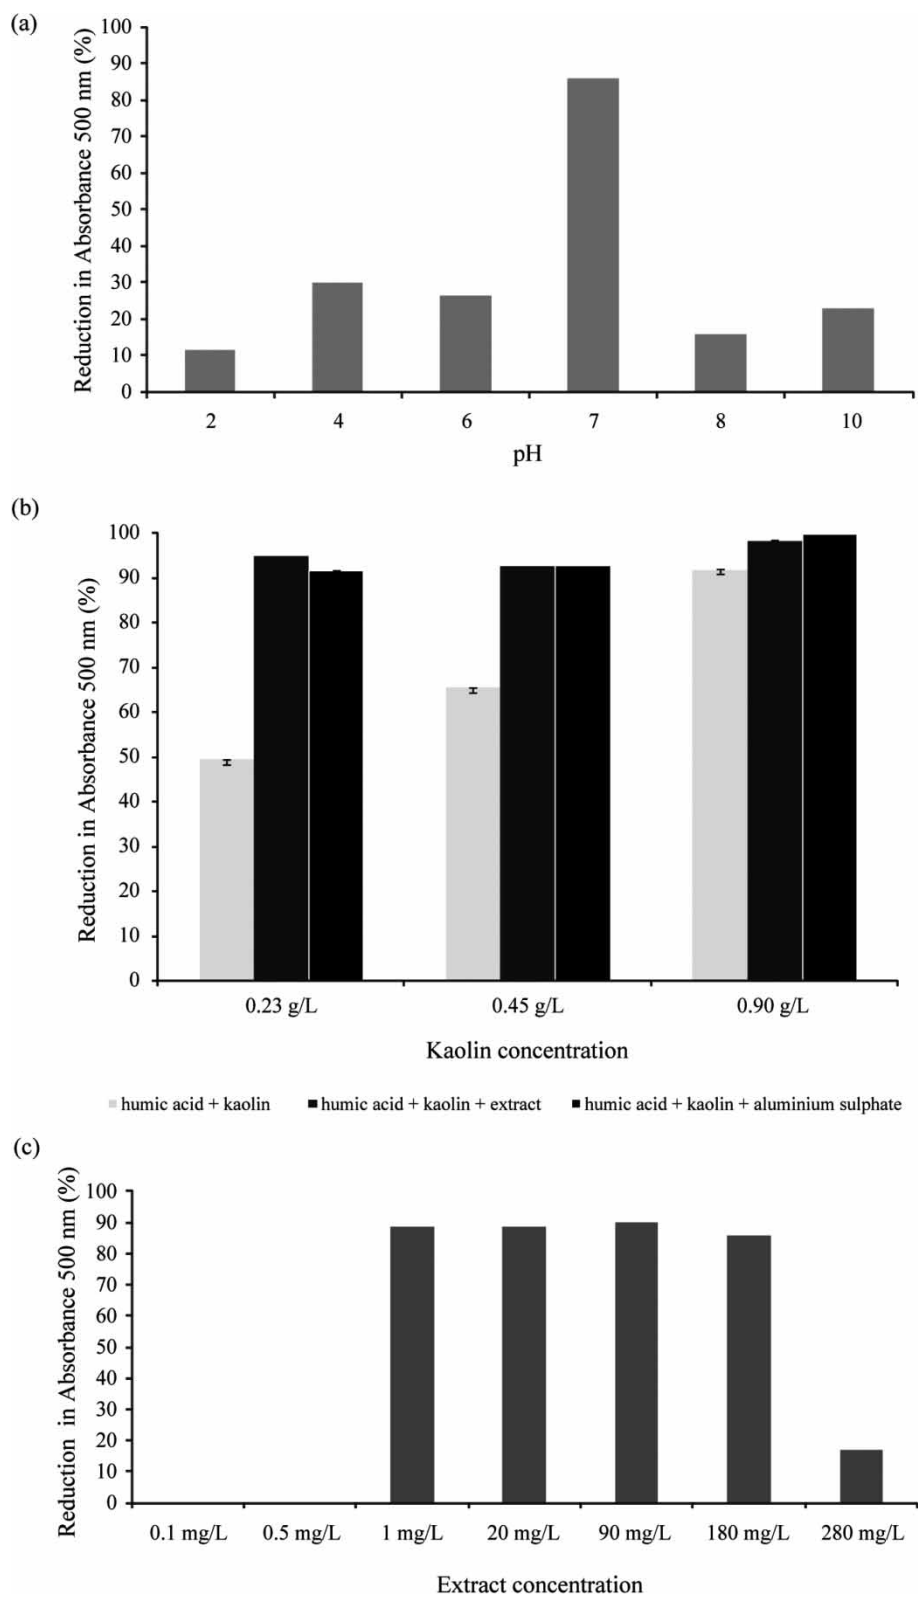 (a)
Reduction in Absorbance 500 nm (%)
100
90
80
70
60
50
40
30
20
10
0
2 4 6 7 8 10
pH
(b)
Reduction in Absorbance 500 nm (%)
100
90
80
70
60
50
40
30
20
10
0
0.23 g/L 0.45 g/L 0.90 g/L
Kaolin concentration
humic acid + kaolin humic acid + kaolin + extract humic acid + kaolin + aluminium sulphate
(c)
Reduction in Absorbance 500 nm (%)
100
90
80
70
60
50
40
30
20
10
0
0.1 mg/L 0.5 mg/L 1 mg/L 20 mg/L 90 mg/L 180 mg/L 280 mg/L
Extract concentration